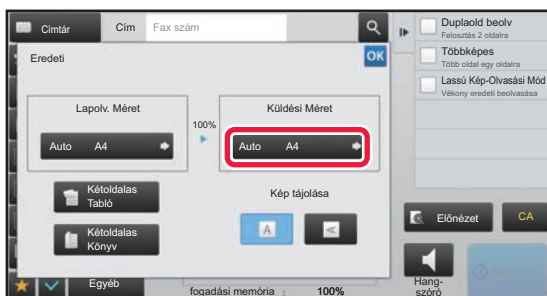 Címtár
Cím
Fax szám
Duplaold beolv
Felosztás 2 oldalra
Többképes
Több oldal egy oldalra
Lassú Kép-Olvasási Mód
Vékony eredeti beolvasása
Eredeti
OK
Lapolv. Méret
100%
Küldési Méret
Auto A4
Auto A4
Kétoldalas
Tabló
Kép tájolása
Kétoldalas
Könyv
A
A
Előnézet
CA
Egyéb
fogadási memória : 100%
Hang-
szóró
Start